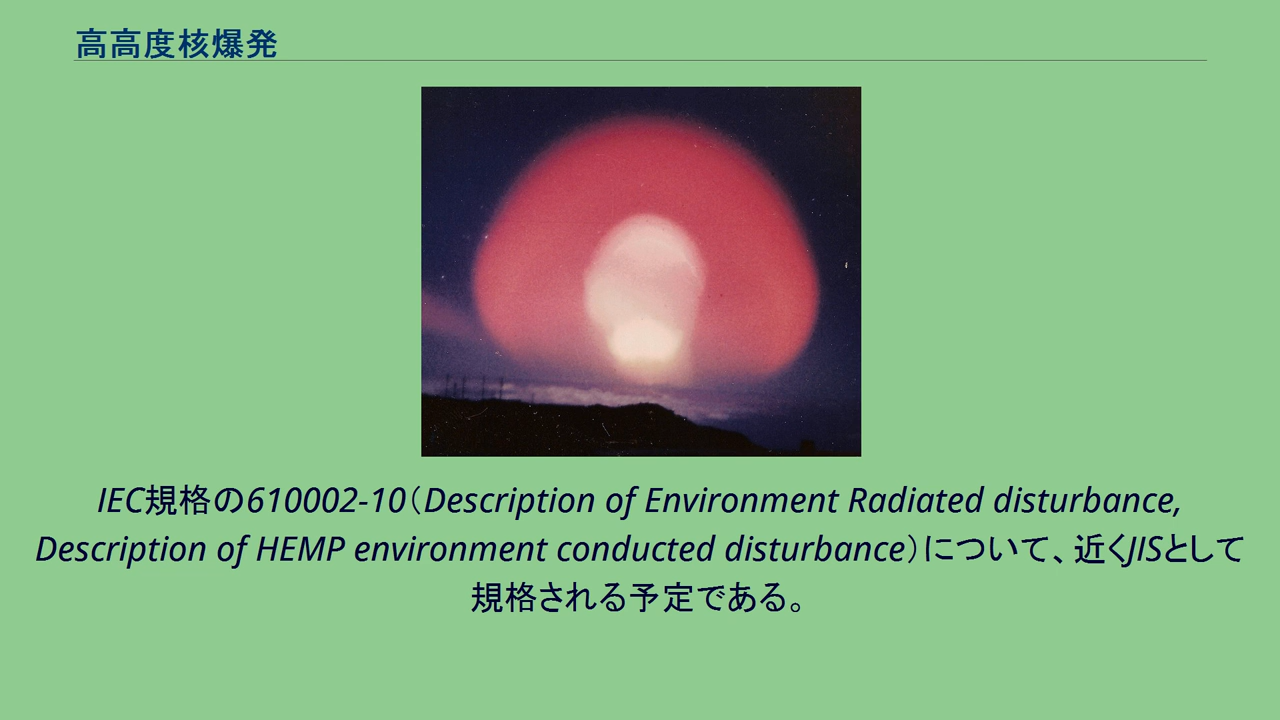 高高度核爆発
IEC規格の610002-10（Description of Environment Radiated disturbance,
Description of HEMP environment conducted disturbance）について、近くJISとして
規格される予定である。